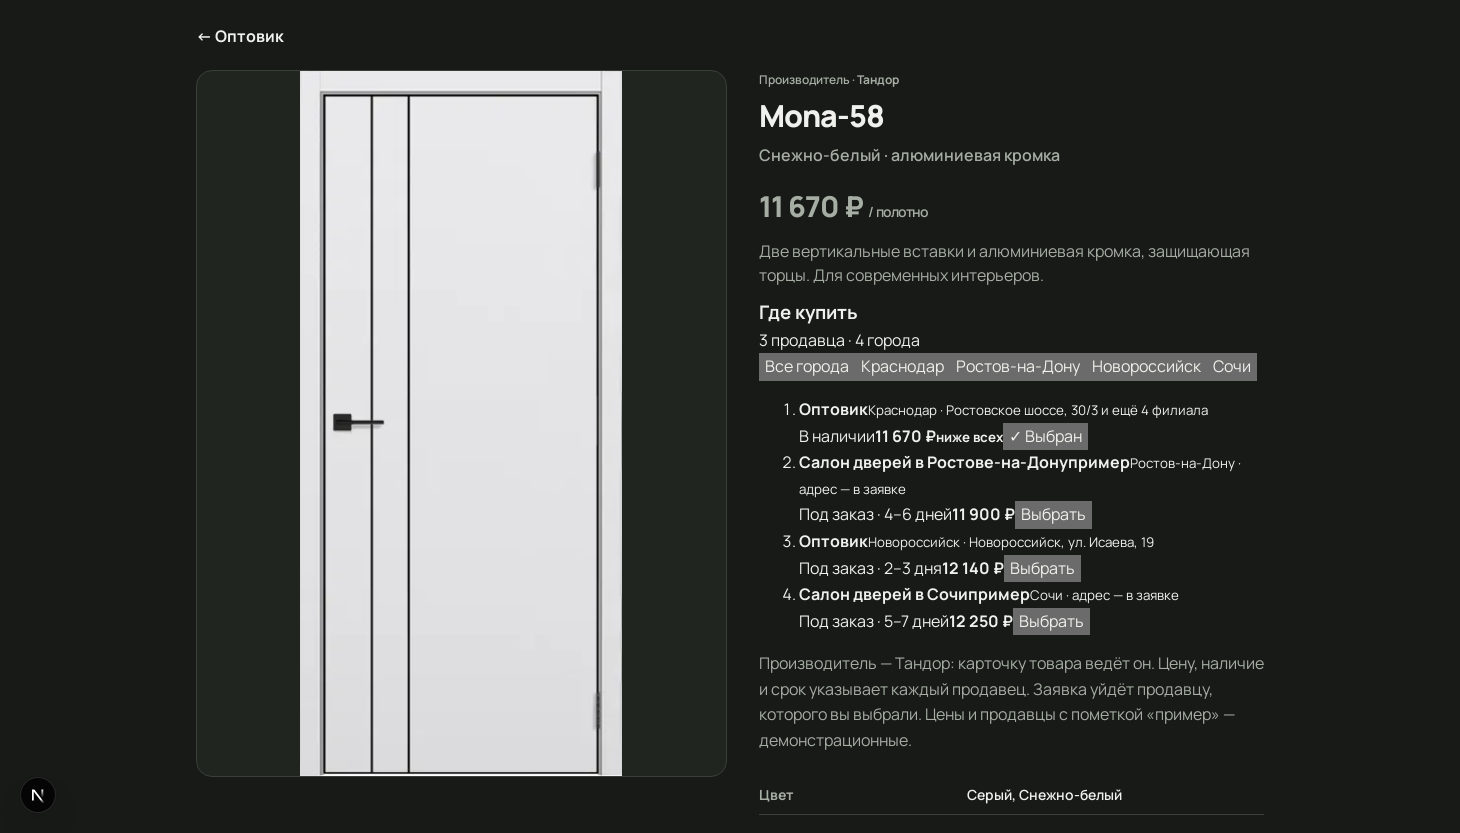 ← Оптовик
Производитель · Тандор
Mona-58
Снежно-белый · алюминиевая кромка
11 670 ₽ / полотно
Две вертикальные вставки и алюминиевая кромка, защищающая
торцы. Для современных интерьеров.
Где купить
3 продавца · 4 города
Все города Краснодар Ростов-на-Дону Новороссийск Сочи
1. ОптовикКраснодар · Ростовское шоссе, 30/3 и ещё 4 филиала
В наличии11 670 ₽ниже всех✓ Выбран
2. Салон дверей в Ростове-на-ДонупримерРостов-на-Дону ·
адрес — в заявке
Под заказ · 4–6 дней11 900 ₽Выбрать
3. ОптовикНовороссийск · Новороссийск, ул. Исаева, 19
Под заказ · 2–3 дня12 140 ₽Выбрать
4. Салон дверей в СочипримерСочи · адрес — в заявке
Под заказ · 5–7 дней12 250 ₽Выбрать
Производитель — Тандор: карточку товара ведёт он. Цену, наличие
и срок указывает каждый продавец. Заявка уйдёт продавцу,
которого вы выбрали. Цены и продавцы с пометкой «пример» —
демонстрационные.
N
Цвет Серый, Снежно-белый